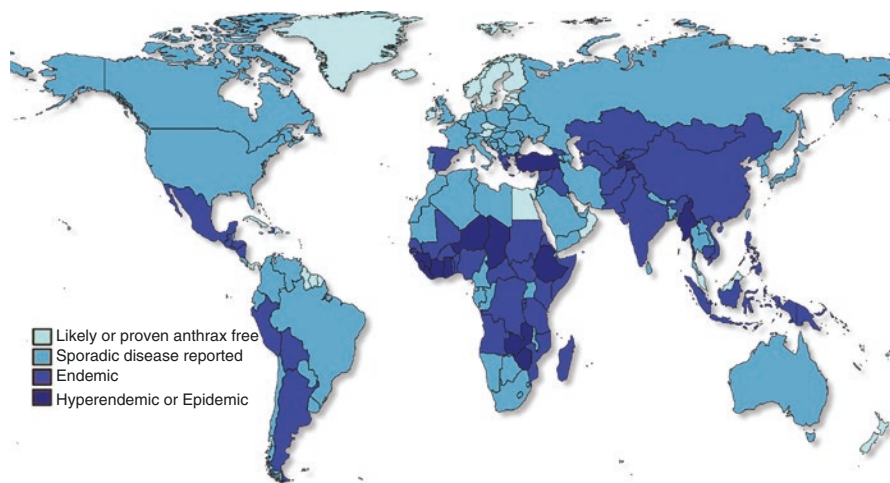 Likely or proven anthrax free
Sporadic disease reported
Endemic
Hyperendemic or Epidemic